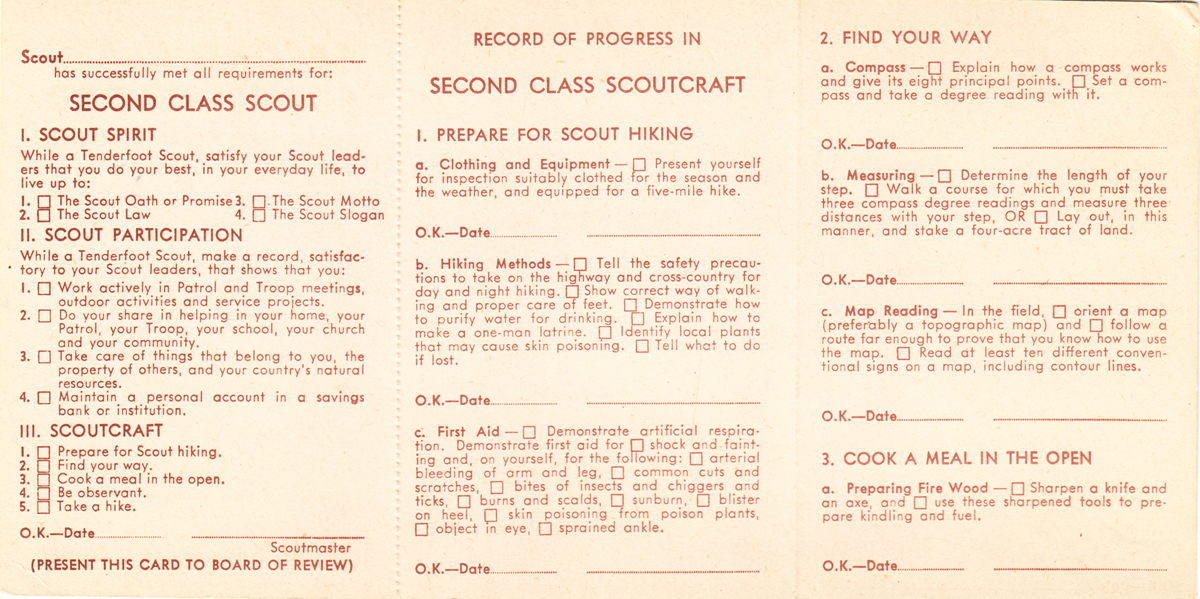 Scout
has successfully met all requirements for:
SECOND CLASS SCOUT
I. SCOUT SPIRIT
While a Tenderfoot Scout, satisfy your Scout lead-
ers that you do your best, in your everyday life, to
live up to:
1. □ The Scout Oath or Promise 3. □ The Scout Motto
2. □ The Scout Law 4. □ The Scout Slogan
II. SCOUT PARTICIPATION
While a Tenderfoot Scout, make a record, satisfac-
tory to your Scout leaders, that shows that you:
1. □ Work actively in Patrol and Troop meetings,
outdoor activities and service projects.
2. □ Do your share in helping in your home, your
Patrol, your Troop, your school, your church
and your community.
3. □ Take care of things that belong to you, the
property of others, and your country's natural
resources.
4. □ Maintain a personal account in a savings
bank or institution.
III. SCOUTCRAFT
1. □ Prepare for Scout hiking.
2. □ Find your way.
3. □ Cook a meal in the open.
4. □ Be observant.
5. □ Take a hike.
O.K.—Date
Scoutmaster
(PRESENT THIS CARD TO BOARD OF REVIEW)
RECORD OF PROGRESS IN
SECOND CLASS SCOUTCRAFT
1. PREPARE FOR SCOUT HIKING
a. Clothing and Equipment — □ Present yourself
for inspection suitably clothed for the season and
the weather, and equipped for a five-mile hike.
O.K.—Date
b. Hiking Methods — □ Tell the safety precau-
tions to take on the highway and cross-country for
day and night hiking. □ Show correct way of walk-
ing and proper care of feet. □ Demonstrate how
to purify water for drinking. □ Explain how to
make a one-man latrine. □ Identify local plants
that may cause skin poisoning. □ Tell what to do
if lost.
O.K.—Date
c. First Aid — □ Demonstrate artificial respira-
tion. Demonstrate first aid for □ shock and faint-
ing and, on yourself, for the following: □ arterial
bleeding of arm and leg, □ common cuts and
scratches, □ bites of insects and chiggers and
ticks, □ burns and scalds, □ sunburn, □ blister
on heel, □ skin poisoning from poison plants,
□ object in eye, □ sprained ankle.
O.K.—Date
2. FIND YOUR WAY
a. Compass — □ Explain how a compass works
and give its eight principal points. □ Set a com-
pass and take a degree reading with it.
O.K.—Date
b. Measuring — □ Determine the length of your
step. □ Walk a course for which you must take
three compass degree readings and measure three
distances with your step, OR □ Lay out, in this
manner, and stake a four-acre tract of land.
O.K.—Date
c. Map Reading — In the field, □ orient a map
(preferably a topographic map) and □ follow a
route far enough to prove that you know how to use
the map. □ Read at least ten different conven-
tional signs on a map, including contour lines.
O.K.—Date
3. COOK A MEAL IN THE OPEN
a. Preparing Fire Wood — □ Sharpen a knife and
an axe, and □ use these sharpened tools to pre-
pare kindling and fuel.
O.K.—Date